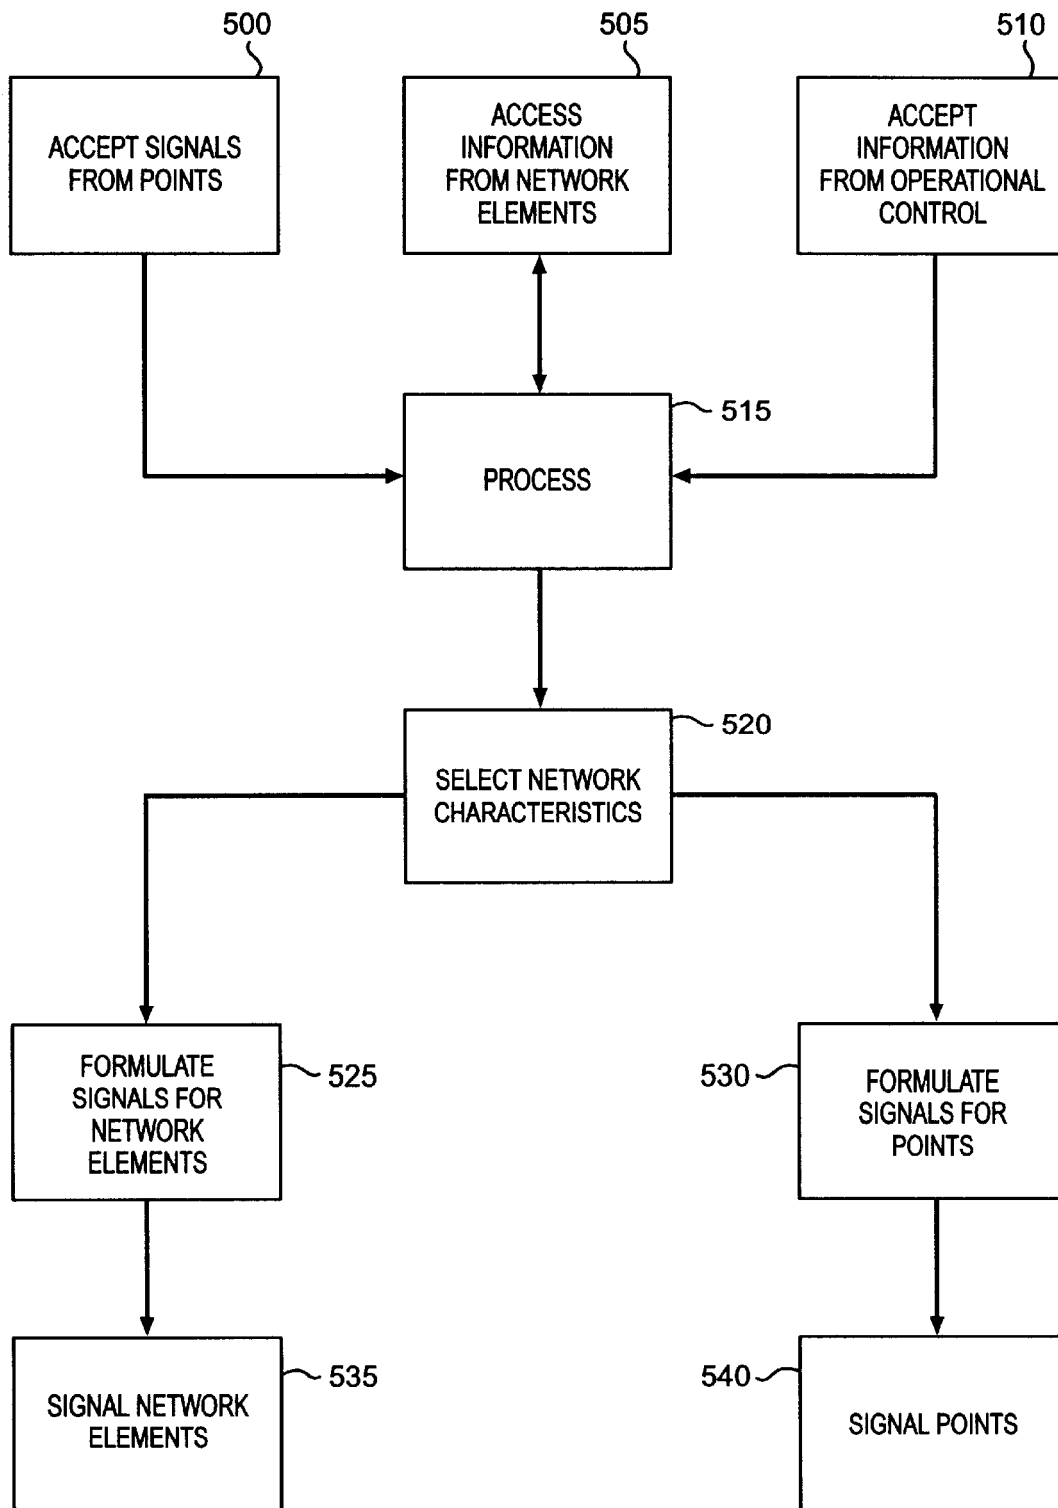 500
505
510
ACCEPT SIGNALS
FROM POINTS
ACCESS
INFORMATION
FROM NETWORK
ELEMENTS
ACCEPT
INFORMATION
FROM OPERATIONAL
CONTROL
515
PROCESS
520
SELECT NETWORK
CHARACTERISTICS
FORMULATE
SIGNALS FOR
NETWORK
ELEMENTS
525
530
FORMULATE
SIGNALS FOR
POINTS
SIGNAL NETWORK
ELEMENTS
535
540
SIGNAL POINTS